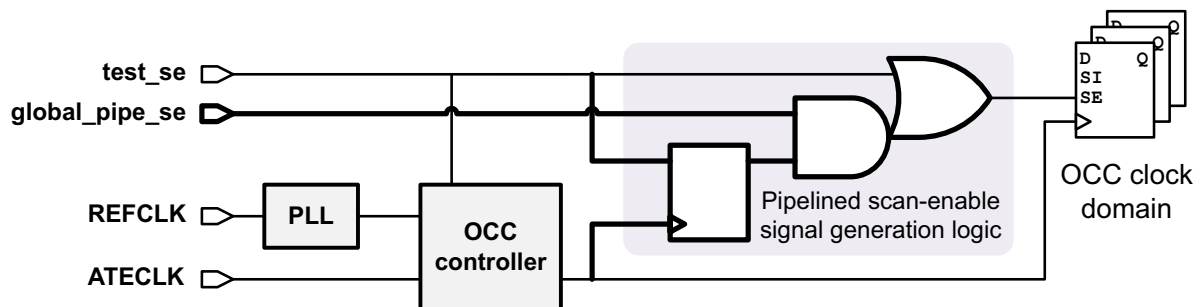 test_se
global_pipe_se
REFCLK
ATECLK
PLL
OCC
controller
Pipelined scan-enable
signal generation logic
D Q
D Q
D Q
SI
SE
OCC clock
domain